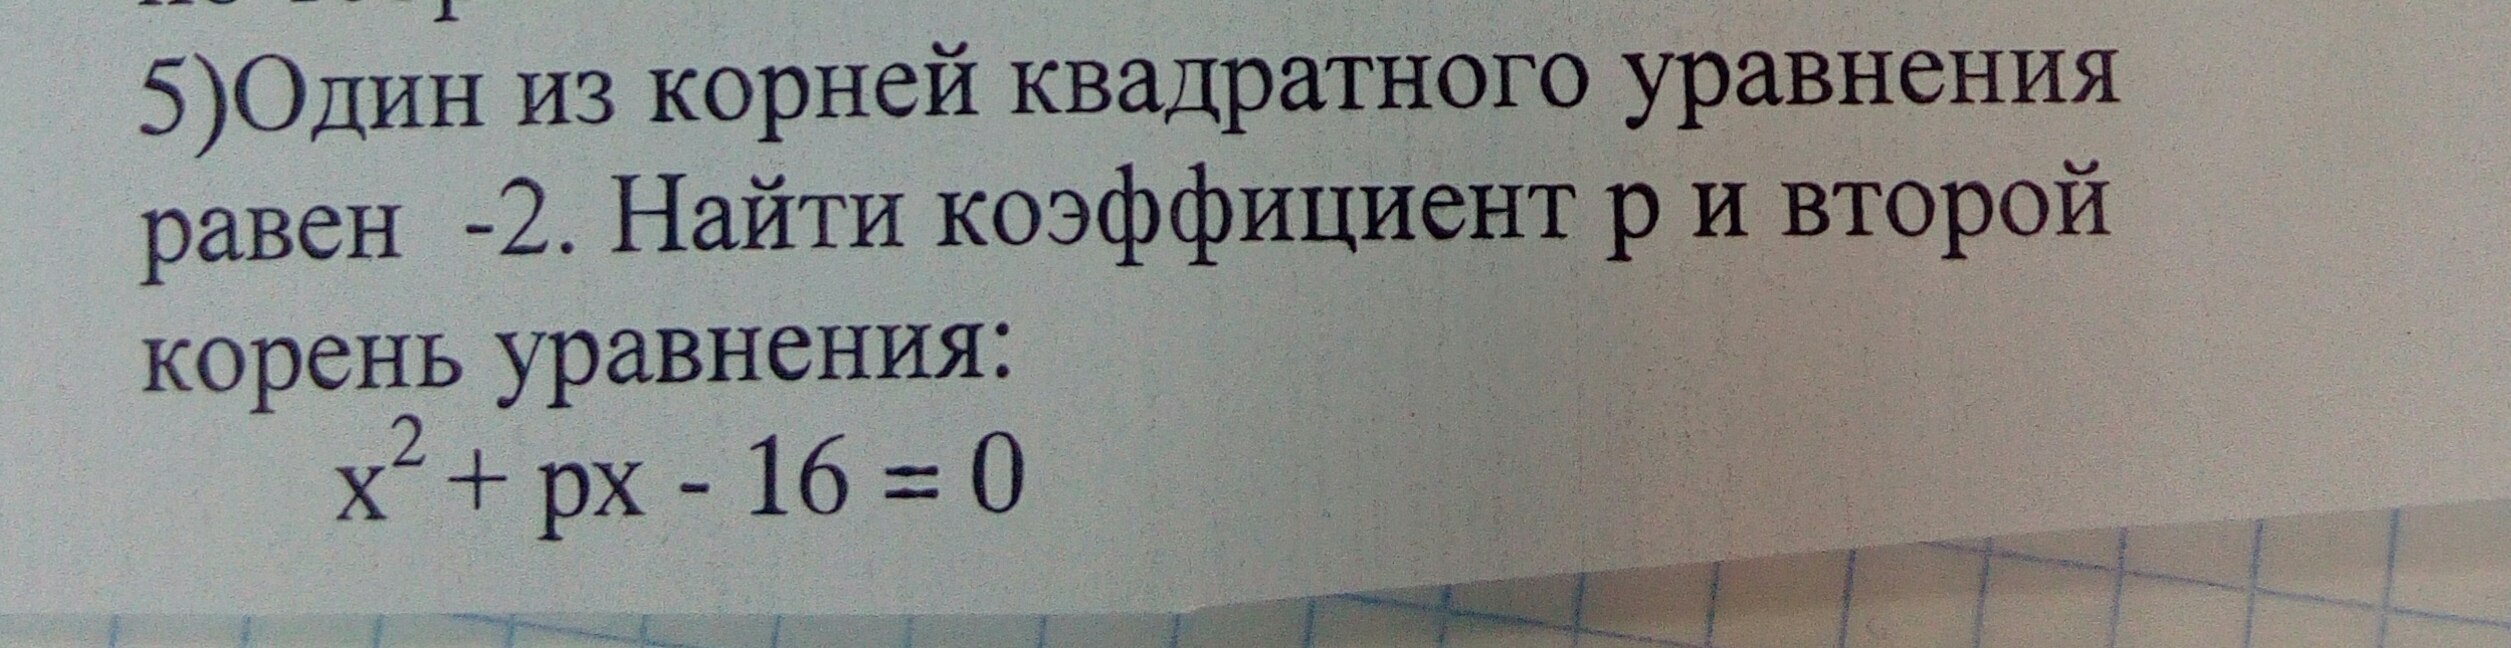 5)Один из корней квадратного уравнения
равен -2. Найти коэффициент р и второй
корень уравнения:
x² + px - 16 = 0